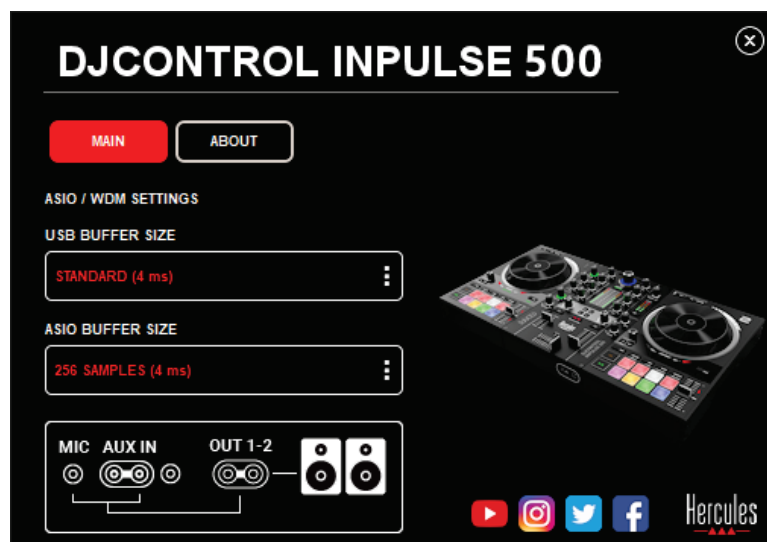 DJCONTROL INPULSE 500
MAIN
ABOUT
ASIO / WDM SETTINGS
USB BUFFER SIZE
STANDARD (4 ms)
ASIO BUFFER SIZE
256 SAMPLES (4 ms)
MIC AUX IN OUT 1-2
Hercules